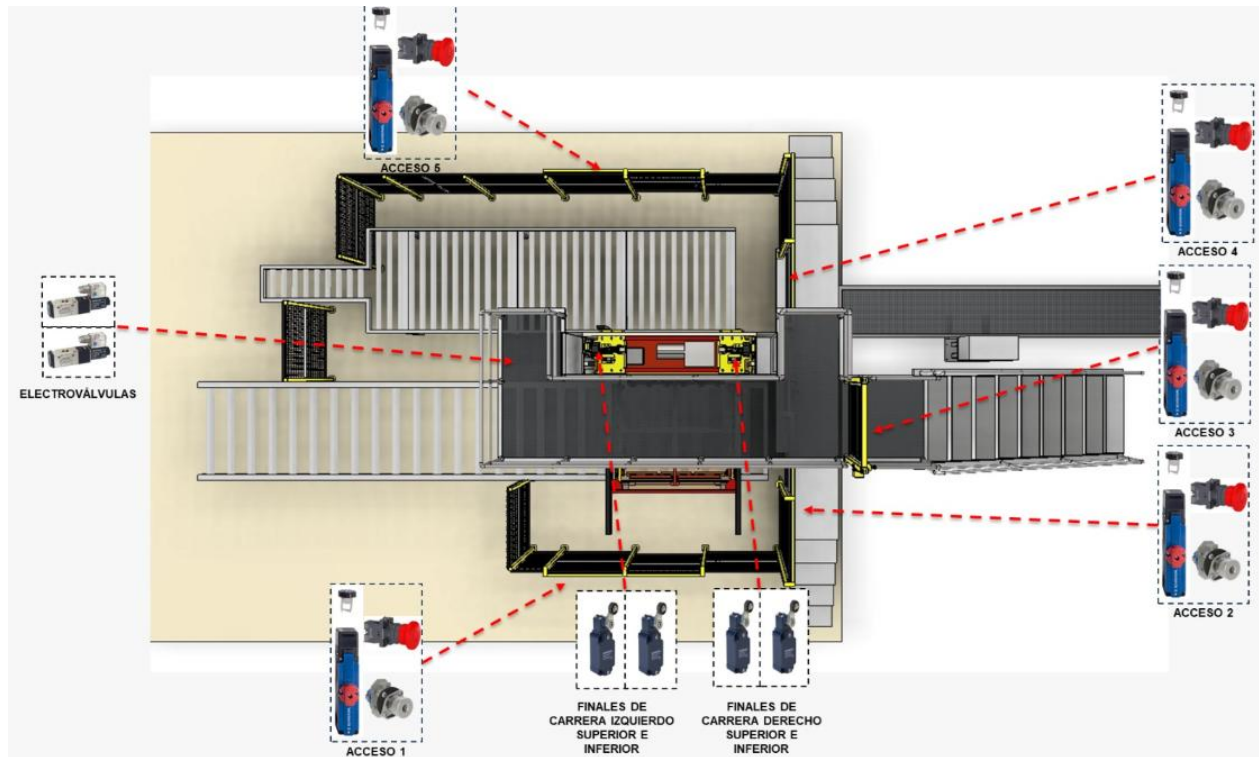 ACCESO 5
ACCESO 4
ELECTROVÁLVULAS
ACCESO 3
ACCESO 2
ACCESO 1
FINALES DE
CARRERA IZQUIERDO
SUPERIOR E
INFERIOR
FINALES DE
CARRERA DERECHO
SUPERIOR E
INFERIOR